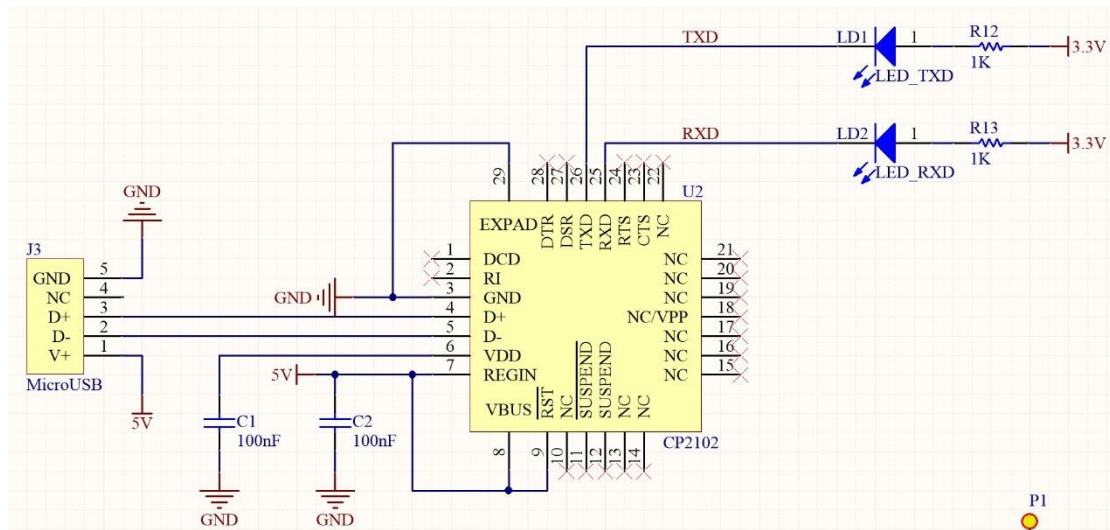 TXD
LD1
1
R12
1K
3.3V
LED_TXD
RXD
LD2
1
R13
1K
3.3V
LED_RXD
GND
J3
GND 5
NC 4
D+ 3
D- 2
V+ 1
MicroUSB
5V
GND
5V
C1
100nF
GND
C2
100nF
GND
U2
29
28
27
26
25
24
23
22
EXPAD
DTR
DSR
TXD
RXD
RTS
CTS
NC
1 DCD
2 RI
3 GND
4 D+
5 D-
6 VDD
7 REGIN
NC 21
NC 20
NC 19
NC/VPP 18
NC 17
NC 16
NC 15
VBUS
RST
NC
SUSPEND
SUSPEND
NC
NC
8
9
10
11
12
13
14
CP2102
P1